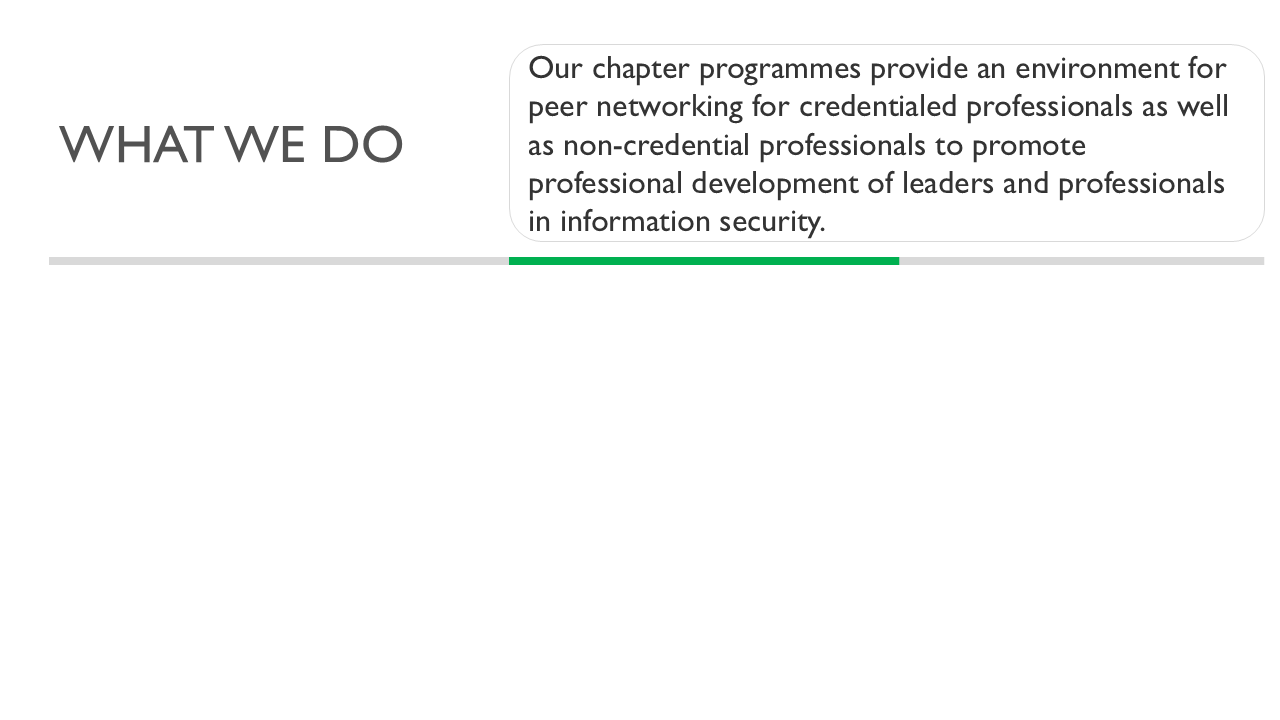 WHAT WE DO
Our chapter programmes provide an environment for
peer networking for credentialed professionals as well
as non-credential professionals to promote
professional development of leaders and professionals
in information security.